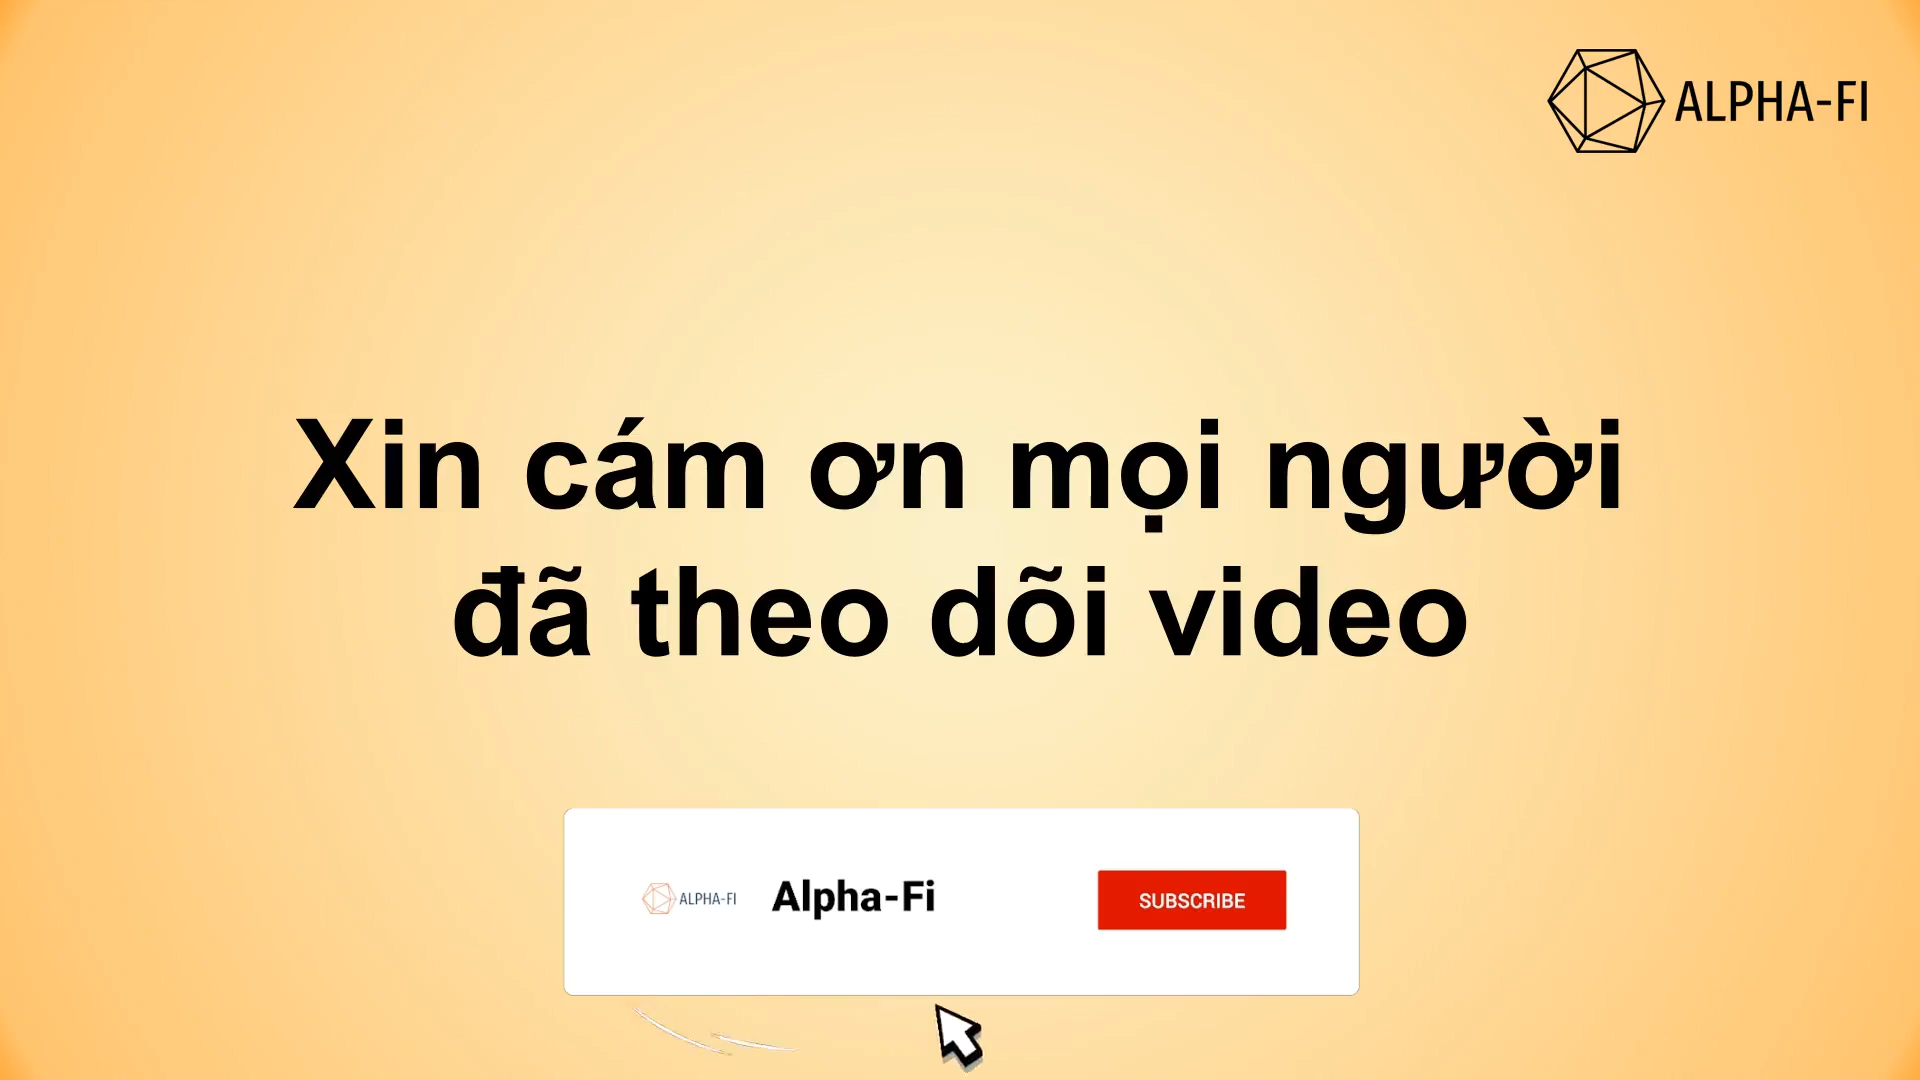 ALPHA-FI
Xin cám ơn mọi người
đã theo dõi video
ALPHA-FI
Alpha-Fi
SUBSCRIBE